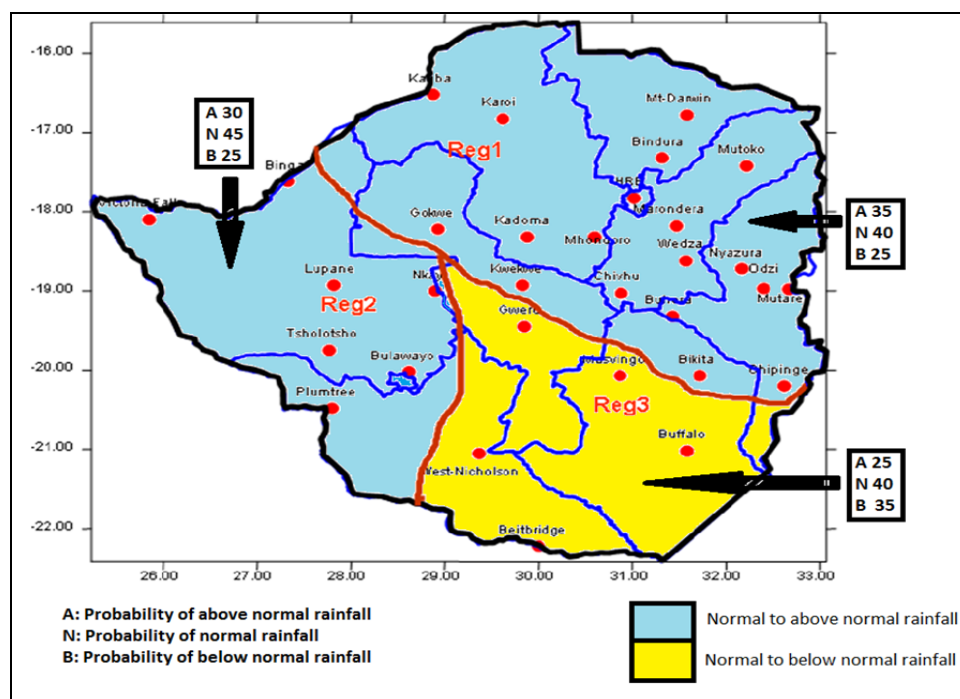 -16.00
-17.00
-18.00
-19.00
-20.00
-21.00
-22.00
26.00 27.00 28.00 29.00 30.00 31.00 32.00 33.00
A 30
N 45
B 25
A 35
N 40
B 25
A 25
N 40
B 35
Kariba
Karoi
Mt-Darwin
Reg1
Bindura
Mutoko
Binga
HRE
Victoria Fall
Marondera
Gokwe
Kadoma
Mhondoro
Wedza
Nyazura
Odzi
Lupane
Nkayi
Kwekwe
Chivhu
Mutare
Reg2
Buhera
Gweru
Tsholotsho
Bulawayo
Masvingo
Bikita
Chipinge
Plumtree
Reg3
Buffalo
West-Nicholson
Beitbridge
A: Probability of above normal rainfall
N: Probability of normal rainfall
B: Probability of below normal rainfall
Normal to above normal rainfall
Normal to below normal rainfall